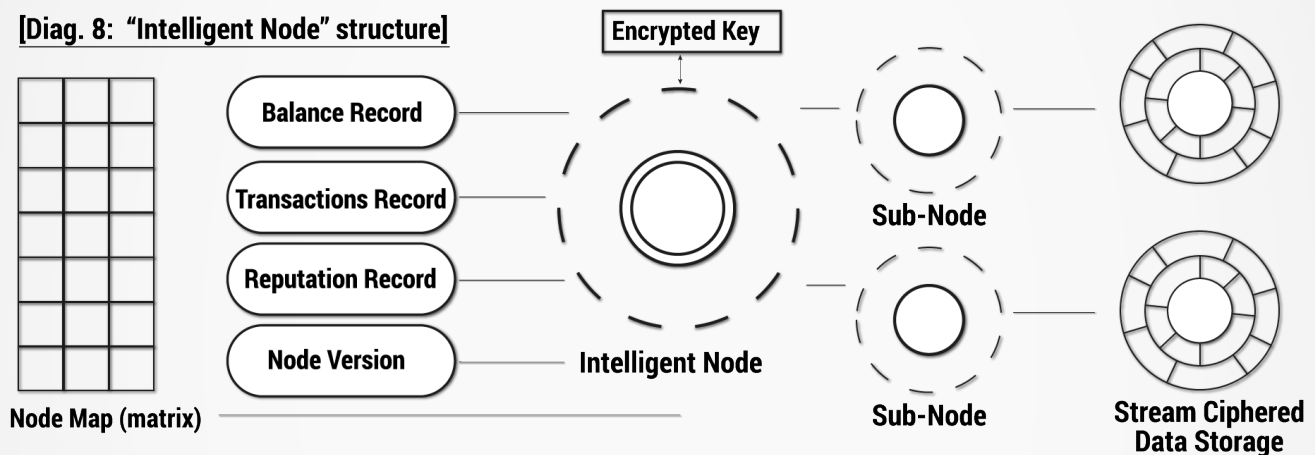 [Diag. 8: “Intelligent Node” structure]
Encrypted Key
Balance Record
Transactions Record
Reputation Record
Node Version
Intelligent Node
Sub-Node
Sub-Node
Node Map (matrix)
Stream Ciphered
Data Storage